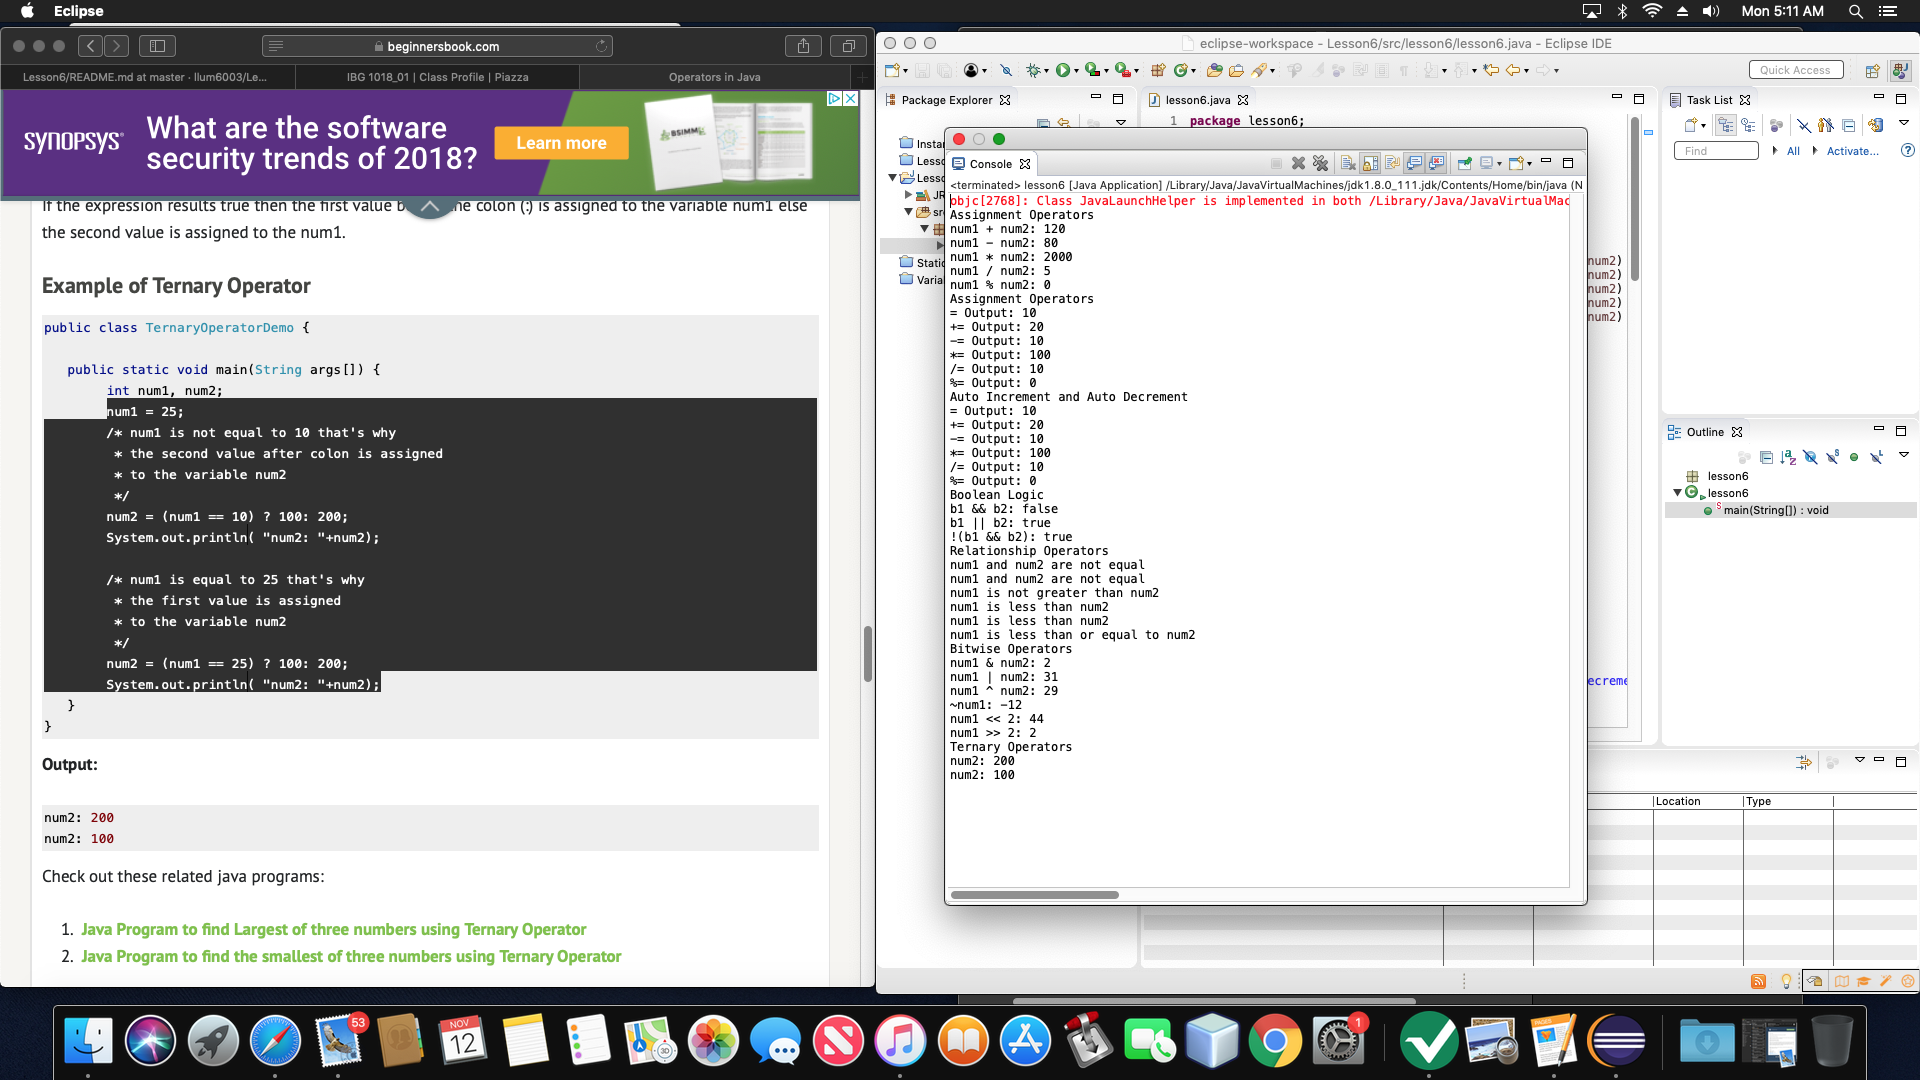 Eclipse
Mon 5:11 AM
beginnersbook.com
Lesson6/README.md at master · llum6003/Le...
IBG 1018_01 | Class Profile | Piazza
Operators in Java
SYNOPSYS
What are the software
security trends of 2018?
Learn more
BSIMM
If the expression results true then the first value b the colon (:) is assigned to the variable num1 else
the second value is assigned to the num1.
Example of Ternary Operator
public class TernaryOperatorDemo {
public static void main(String args[]) {
int num1, num2;
num1 = 25;
/* num1 is not equal to 10 that's why
* the second value after colon is assigned
* to the variable num2
*/
num2 = (num1 == 10) ? 100: 200;
System.out.println( "num2: "+num2);
/* num1 is equal to 25 that's why
* the first value is assigned
* to the variable num2
*/
num2 = (num1 == 25) ? 100: 200;
System.out.println( "num2: "+num2);
}
}
Output:
num2: 200
num2: 100
Check out these related java programs:
1. Java Program to find Largest of three numbers using Ternary Operator
2. Java Program to find the smallest of three numbers using Ternary Operator
eclipse-workspace - Lesson6/src/lesson6/lesson6.java - Eclipse IDE
Quick Access
Package Explorer
Instar
Lesso
Lesso
JR
src
Static
Varial
lesson6.java
1 package lesson6;
num2)
num2)
num2)
num2)
num2)
ecreme
Console
<terminated> lesson6 [Java Application] /Library/Java/JavaVirtualMachines/jdk1.8.0_111.jdk/Contents/Home/bin/java (N
objc[2768]: Class JavaLaunchHelper is implemented in both /Library/Java/JavaVirtualMac
Assignment Operators
num1 + num2: 120
num1 - num2: 80
num1 * num2: 2000
num1 / num2: 5
num1 % num2: 0
Assignment Operators
= Output: 10
+= Output: 20
-= Output: 10
*= Output: 100
/= Output: 10
%= Output: 0
Auto Increment and Auto Decrement
= Output: 10
+= Output: 20
-= Output: 10
*= Output: 100
/= Output: 10
%= Output: 0
Boolean Logic
b1 && b2: false
b1 || b2: true
!(b1 && b2): true
Relationship Operators
num1 and num2 are not equal
num1 and num2 are not equal
num1 is not greater than num2
num1 is less than num2
num1 is less than num2
num1 is less than or equal to num2
Bitwise Operators
num1 & num2: 2
num1 | num2: 31
num1 ^ num2: 29
~num1: -12
num1 << 2: 44
num1 >> 2: 2
Ternary Operators
num2: 200
num2: 100
Task List
Find
All
Activate...
Outline
lesson6
lesson6
main(String[]) : void
Location
Type
53
NOV
12
3D
1